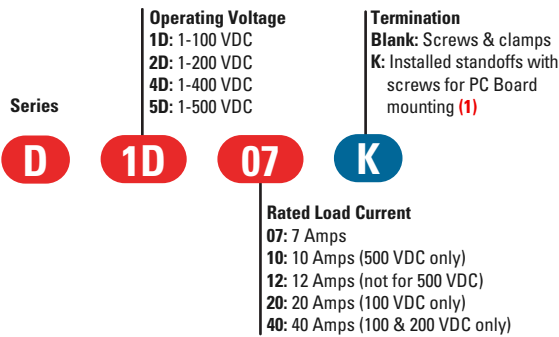 Operating Voltage
1D: 1-100 VDC
2D: 1-200 VDC
4D: 1-400 VDC
5D: 1-500 VDC
Termination
Blank: Screws & clamps
K: Installed standoffs with
screws for PC Board
mounting (1)
Series
D 1D 07 K
Rated Load Current
07: 7 Amps
10: 10 Amps (500 VDC only)
12: 12 Amps (not for 500 VDC)
20: 20 Amps (100 VDC only)
40: 40 Amps (100 & 200 VDC only)